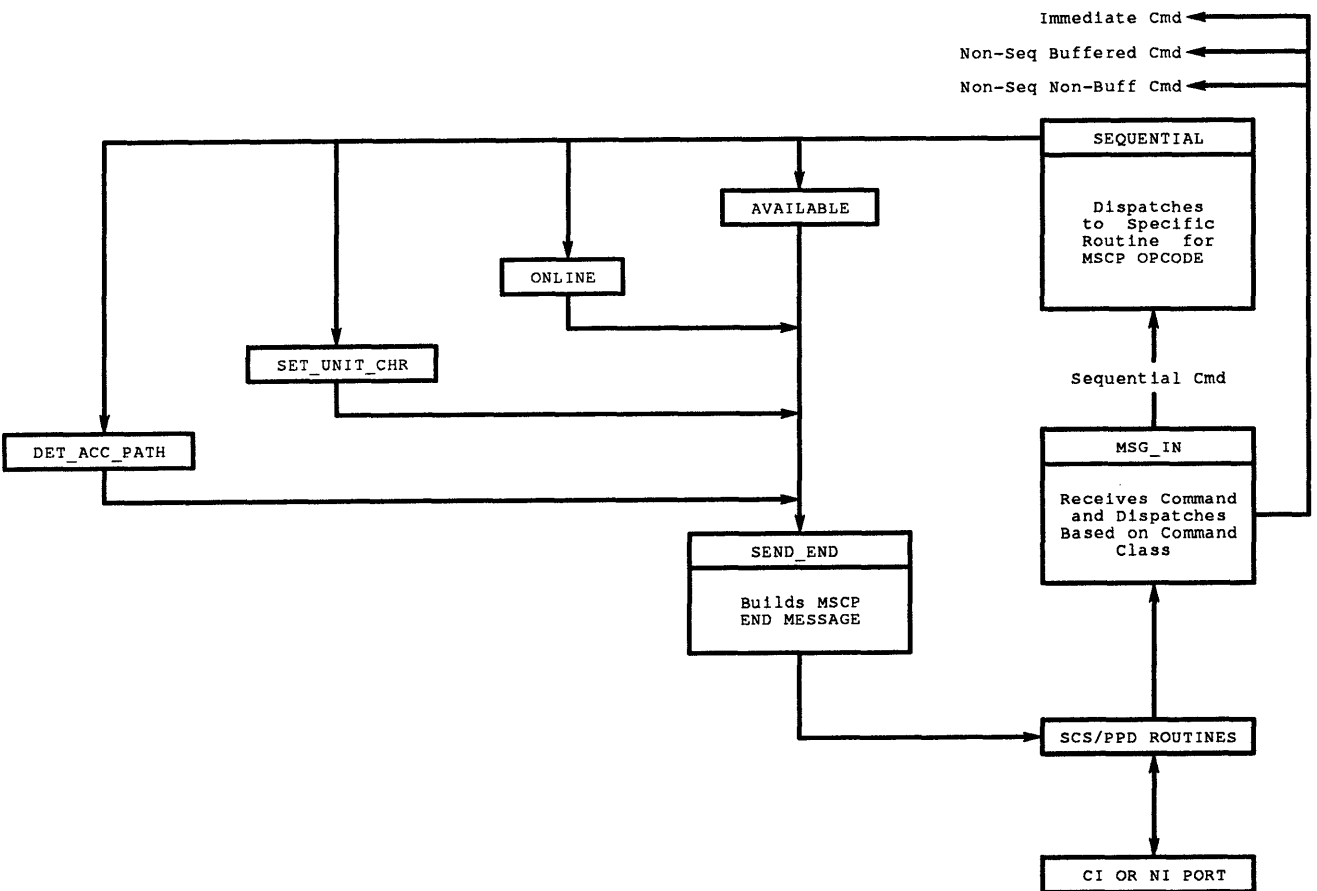 Immediate Cmd
Non-Seq Buffered Cmd
Non-Seq Non-Buff Cmd
SEQUENTIAL
Dispatches
to Specific
Routine for
MSCP OPCODE
AVAILABLE
ONLINE
SET_UNIT_CHR
Sequential Cmd
DET_ACC_PATH
MSG_IN
Receives Command
and Dispatches
Based on Command
Class
SEND_END
Builds MSCP
END MESSAGE
SCS/PPD ROUTINES
CI OR NI PORT